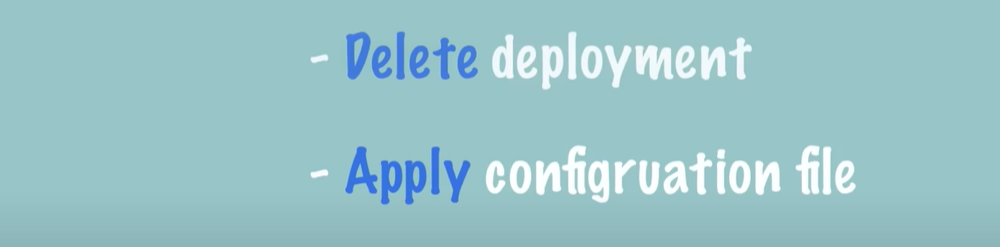 - Delete deployment
- Apply configruation file